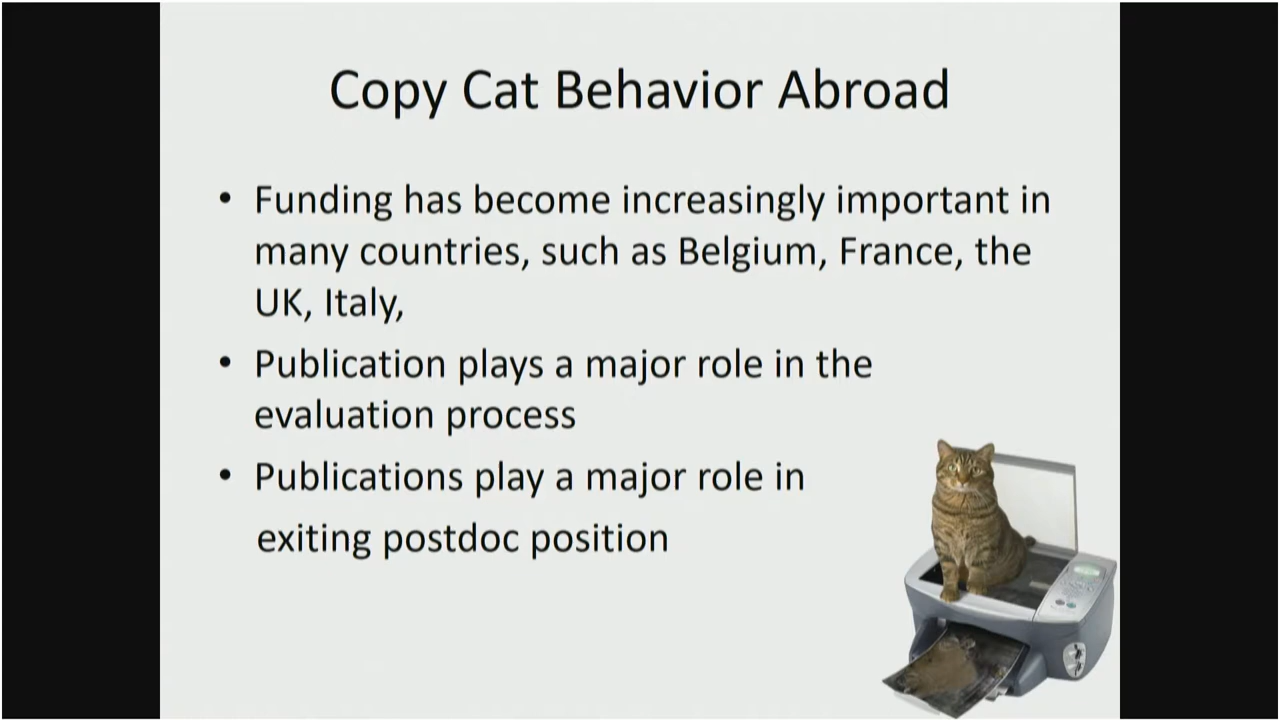 Copy Cat Behavior Abroad
• Funding has become increasingly important in
many countries, such as Belgium, France, the
UK, Italy,
• Publication plays a major role in the
evaluation process
• Publications play a major role in
exiting postdoc position